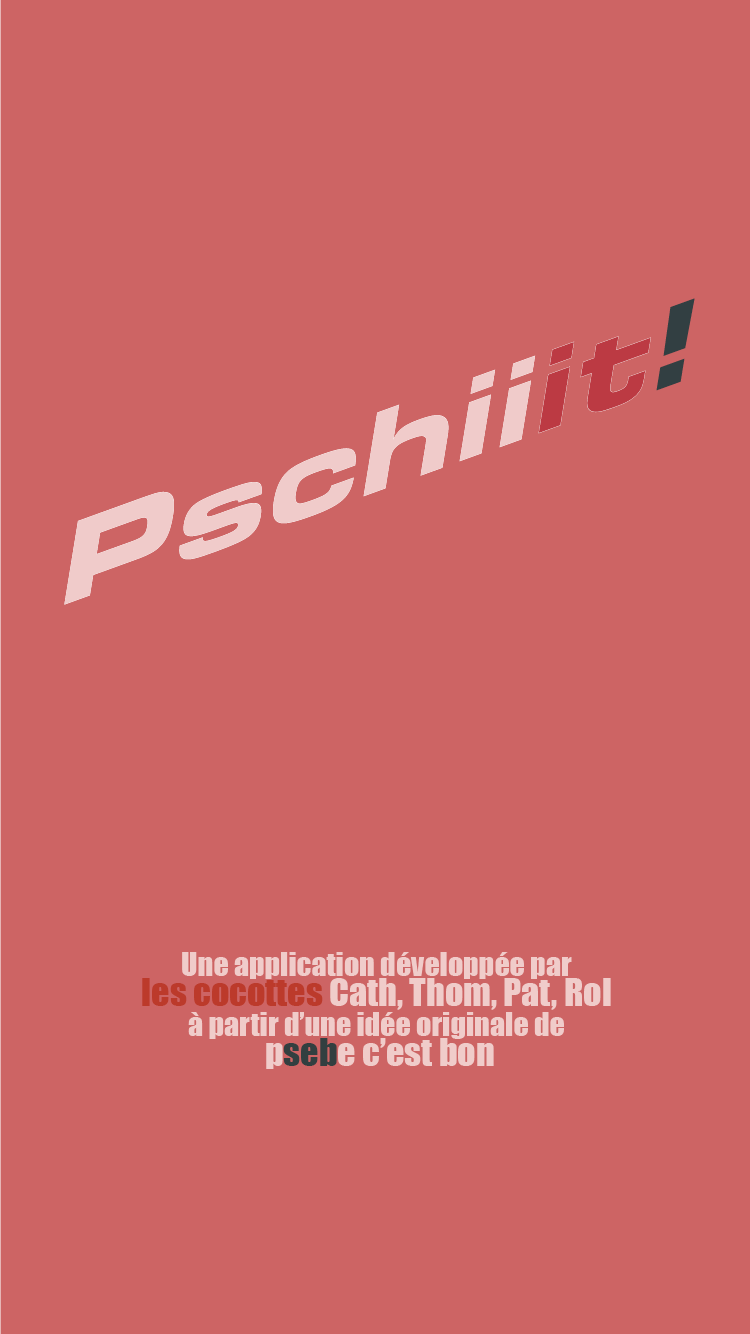 Pschiiit!
Une application développée par
les cocottes Cath, Thom, Pat, Rol
à partir d'une idée originale de
psebe c'est bon